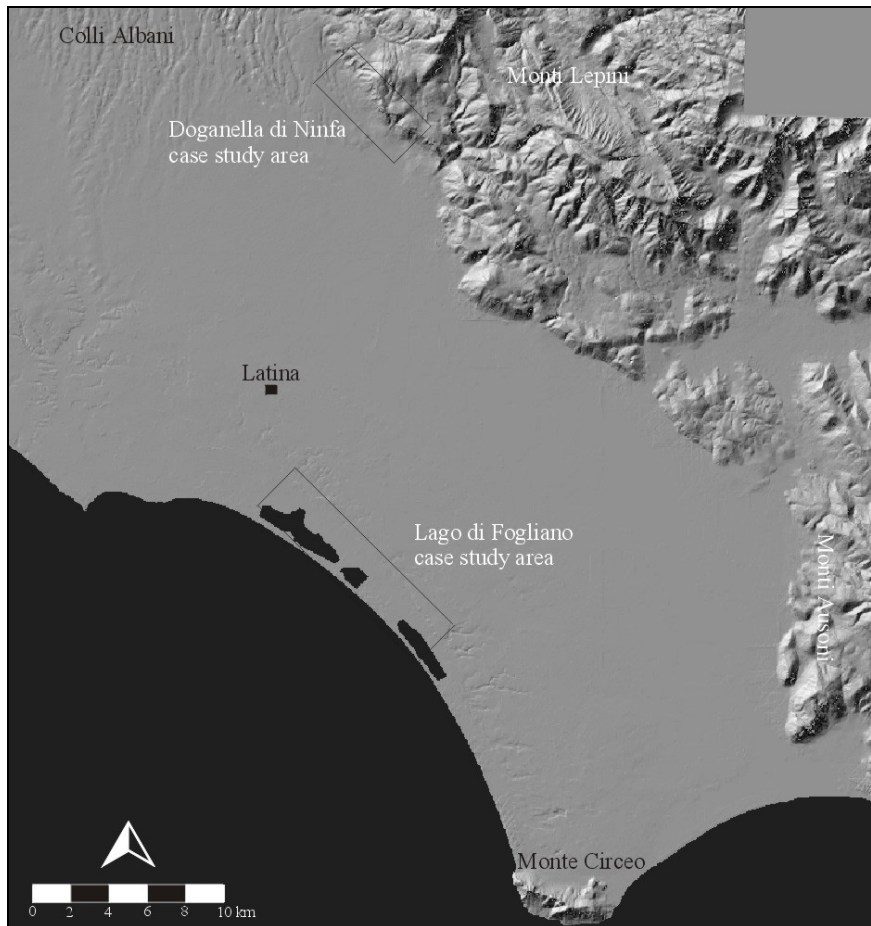 Colli Albani
Monti Lepini
Doganella di Ninfa
case study area
Latina
Lago di Fogliano
case study area
Monti Ausoni
Monte Circeo
0 2 4 6 8 10 km